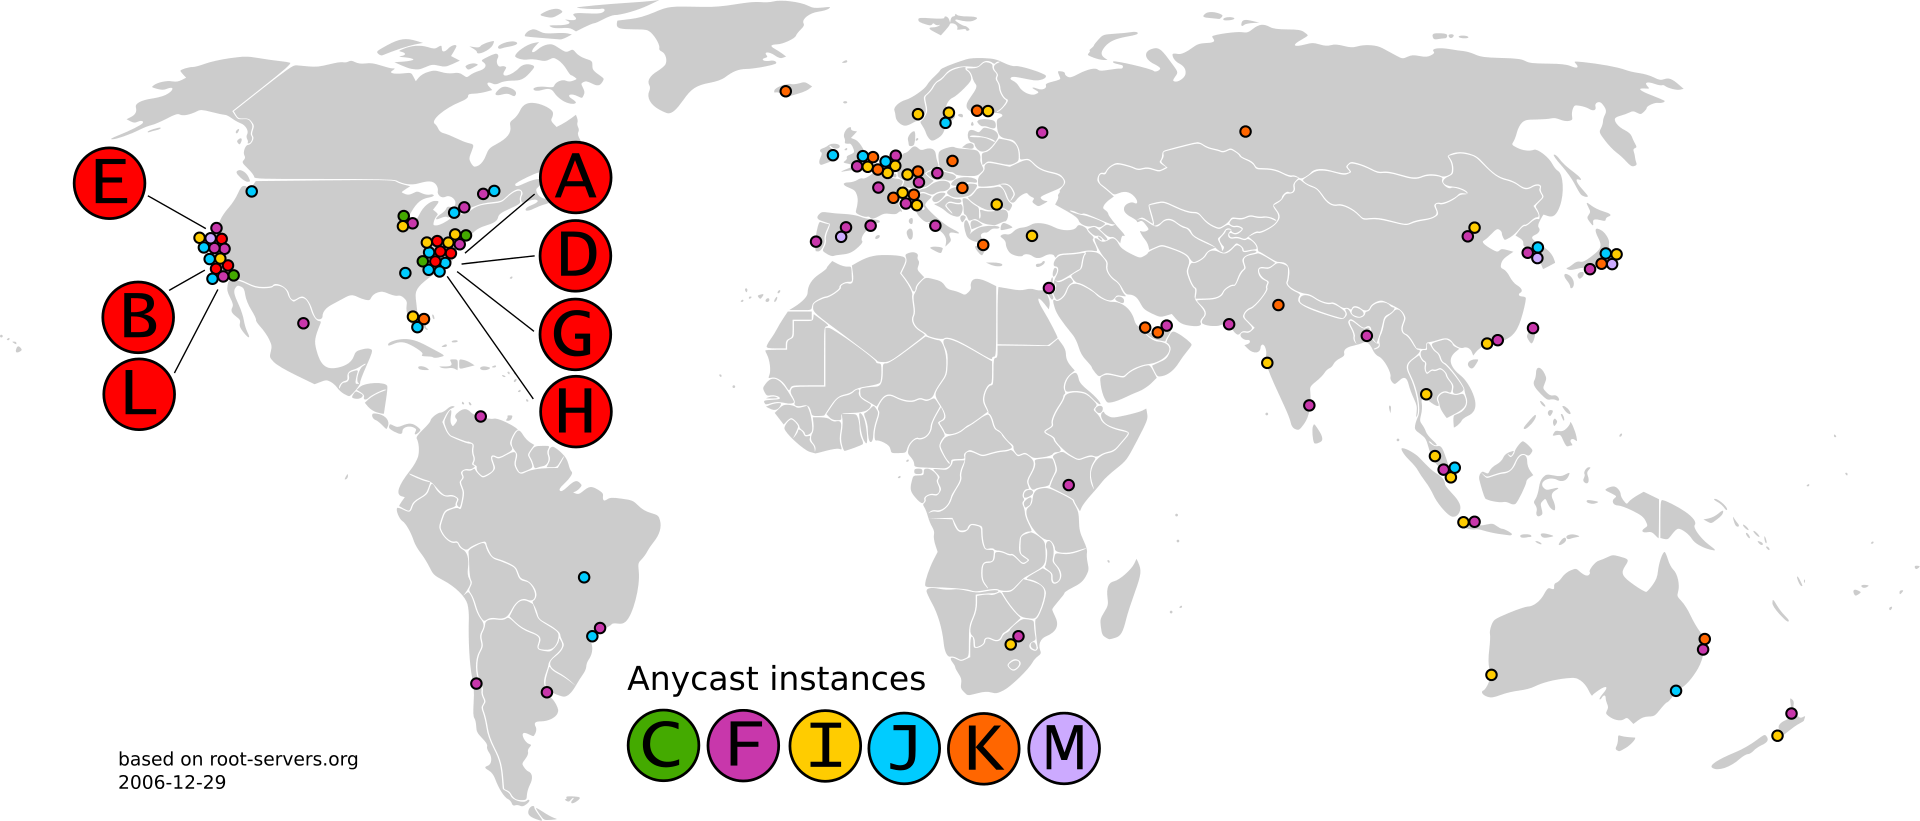 E
A
D
B
G
L
H
Anycast instances
C F I J K M
based on root-servers.org
2006-12-29